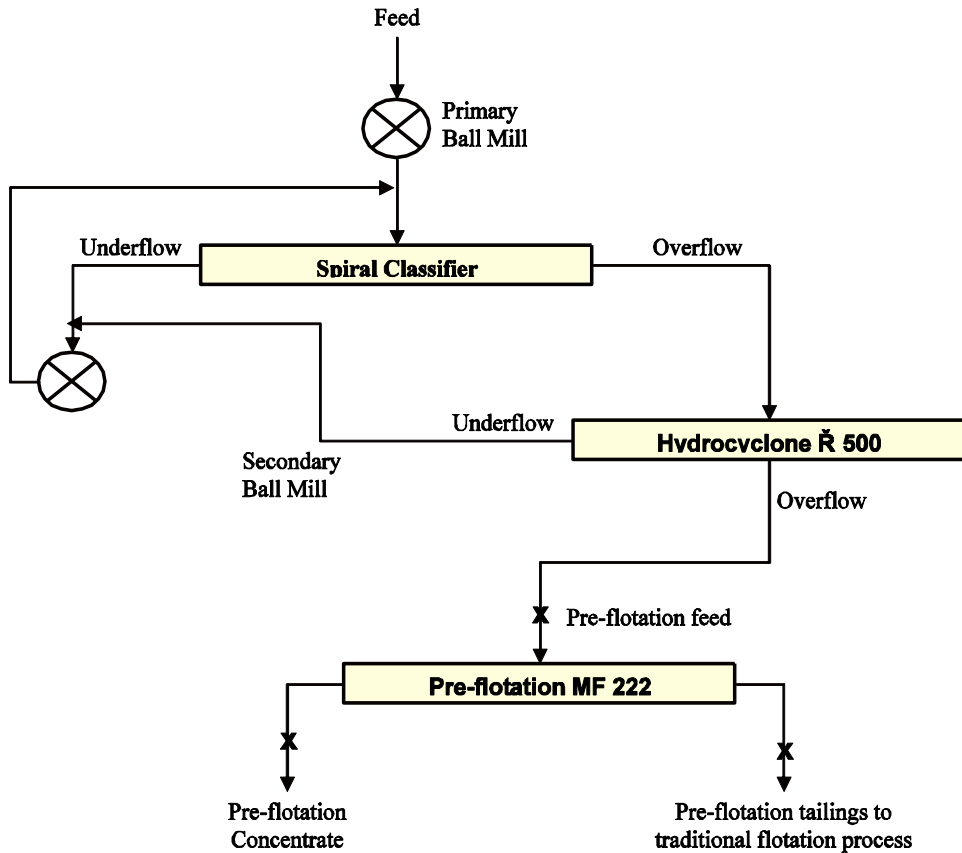 Feed
Primary
Ball Mill
Underflow
Overflow
Spiral Classifier
Underflow
Hydrocyclone Ř 500
Secondary
Ball Mill
Overflow
Pre-flotation feed
Pre-flotation MF 222
Pre-flotation
Concentrate
Pre-flotation tailings to
traditional flotation process